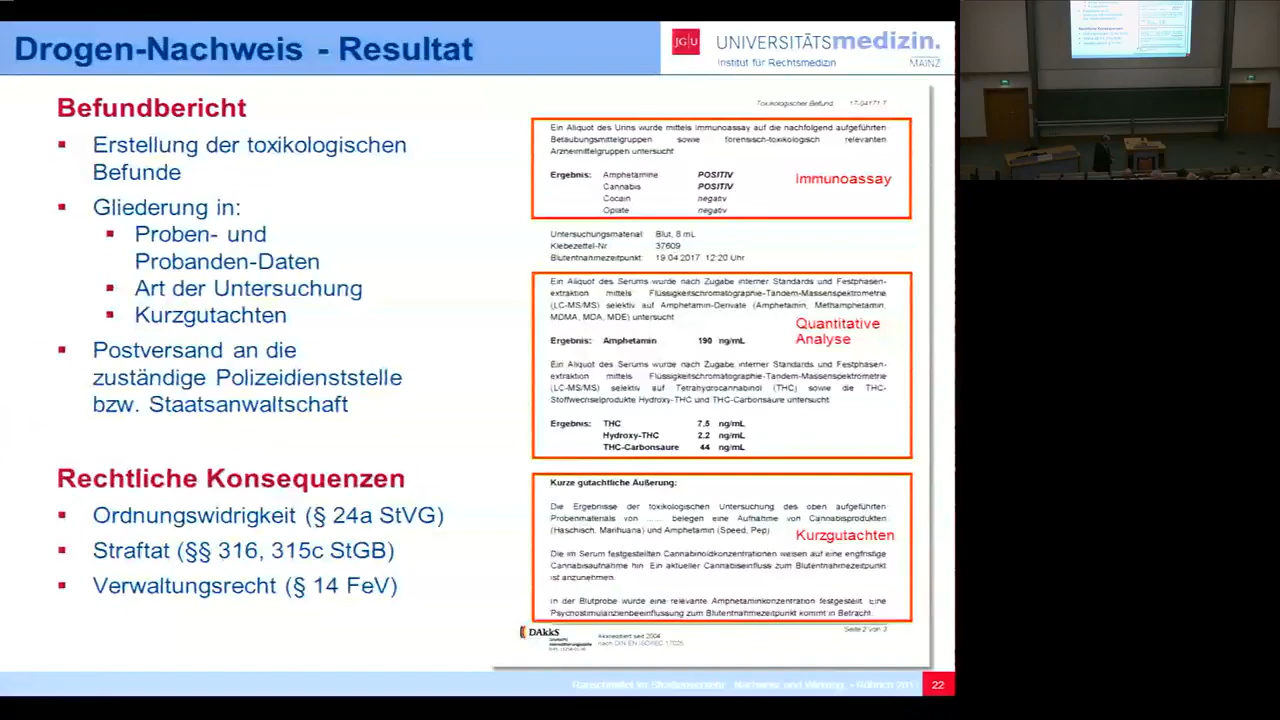 Drogen-Nachweis - Resultat
JG|U
UNIVERSITÄTSmedizin.
Institut für Rechtsmedizin
MAINZ
Befundbericht
Erstellung der toxikologischen
Befunde
Gliederung in:
Proben- und
Probanden-Daten
Art der Untersuchung
Kurzgutachten
Postversand an die
zuständige Polizeidienststelle
bzw. Staatsanwaltschaft
Rechtliche Konsequenzen
Ordnungswidrigkeit (§ 24a StVG)
Straftat (§§ 316, 315c StGB)
Verwaltungsrecht (§ 14 FeV)
Toxikologischer Befund
Ein Aliquot des Urins wurde mittels Immunoassay auf die nachfolgend aufgeführten
Betäubungsmittelgruppen sowie forensisch-toxikologisch relevanten
Arzneimittelgruppen untersucht
Ergebnis: Amphetamine POSITIV
Cannabis POSITIV
Cocain negativ
Opiate negativ
Immunoassay
Untersuchungsmaterial Blut, 8 mL
Klebezettel-Nr 37609
Blutentnahmezeitpunkt: 19.04.2017, 12:20 Uhr
Ein Aliquot des Serums wurde nach Zugabe interner Standards und Festphasen-
extraktion mittels Flüssigkeitschromatographie-Tandem-Massenspektrometrie
(LC-MS/MS) selektiv auf Amphetamin-Derivate (Amphetamin, Methamphetamin,
MDMA, MDA, MDE) untersucht
Quantitative
Analyse
Ergebnis: Amphetamin 190 ng/mL
Ein Aliquot des Serums wurde nach Zugabe interner Standards und Festphasen-
extraktion mittels Flüssigkeitschromatographie-Tandem-Massenspektrometrie
(LC-MS/MS) selektiv auf Tetrahydrocannabinol (THC) sowie die THC-
Stoffwechselprodukte Hydroxy-THC und THC-Carbonsäure untersucht
Ergebnis: THC 7,5 ng/mL
Hydroxy-THC 2,2 ng/mL
THC-Carbonsäure 44 ng/mL
Kurze gutachtliche Äußerung:
Die Ergebnisse der toxikologischen Untersuchung des oben aufgeführten
Probenmaterials von ...... belegen eine Aufnahme von Cannabisprodukten
(Haschisch, Marihuana) und Amphetamin (Speed, Pep)
Kurzgutachten
Die im Serum festgestellten Cannabinoidkonzentrationen weisen auf eine engfristige
Cannabisaufnahme hin. Ein aktueller Cannabiseinfluss zum Blutentnahmezeitpunkt
ist anzunehmen.
In der Blutprobe wurde eine relevante Amphetaminkonzentration festgestellt. Eine
Psychostimulanzienbeeinflussung zum Blutentnahmezeitpunkt kommt in Betracht.
Seite 2 von 3
DAkkS
Akkreditiert seit 2004
nach DIN EN ISO/IEC 17025
22